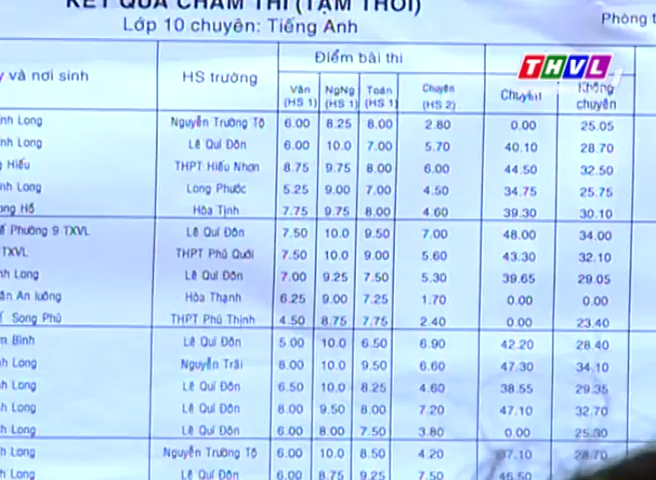 KẾT QUẢ CHẤM THI (TẠM THỜI)
Lớp 10 chuyên: Tiếng Anh
Phòng
THVL
Điểm bài thi
và nơi sinh HS trường Văn (HS 1) NgNg (HS 1) Toán (HS 1) Chuyên (HS 2) Chuyên Không chuyên
Long Nguyễn Trường Tộ 6.00 8.25 8.00 2.80 0.00 25.05
Long Lê Quí Đôn 6.00 10.0 7.00 5.70 40.10 28.70
Hiếu THPT Hiếu Nhơn 8.75 9.75 8.00 6.00 44.50 32.50
Long Long Phước 5.25 9.00 7.00 4.50 34.75 25.75
Hồ Hòa Tịnh 7.75 9.75 8.00 4.60 39.30 30.10
Phường 9 TXVL Lê Quí Đôn 7.50 10.0 9.50 7.00 48.00 34.00
TXVL THPT Phú Quới 7.50 10.0 9.00 5.60 43.30 32.10
Long Lê Quí Đôn 7.00 9.25 7.50 5.30 39.65 29.05
An luông Hòa Thạnh 6.25 9.00 7.25 1.70 0.00 0.00
Song Phú THPT Phú Thịnh 4.50 8.75 7.75 2.40 0.00 23.40
Bình Lê Quí Đôn 5.00 10.0 6.50 6.90 42.20 28.40
Long Nguyễn Trãi 8.00 10.0 9.50 6.60 47.30 34.10
Long Lê Quí Đôn 6.50 10.0 8.25 4.60 38.55 29.35
Long Lê Quí Đôn 8.00 9.50 8.00 7.20 47.10 32.70
Long Lê Quí Đôn 6.00 8.00 7.50 3.80 0.00 25.30
Long Nguyễn Trường Tộ 6.00 10.0 8.50 4.20 37.10 28.70
Long Lê Quí Đôn 6.00 8.75 9.25 7.50 45.50